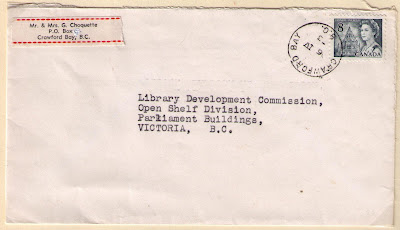 Mr. & Mrs. G. Choquette
P.O. Box
Crawford Bay, B.C.
CRAWFORD BAY
8
CANADA
Library Development Commission,
Open Shelf Division,
Parliament Buildings,
VICTORIA, B.C.